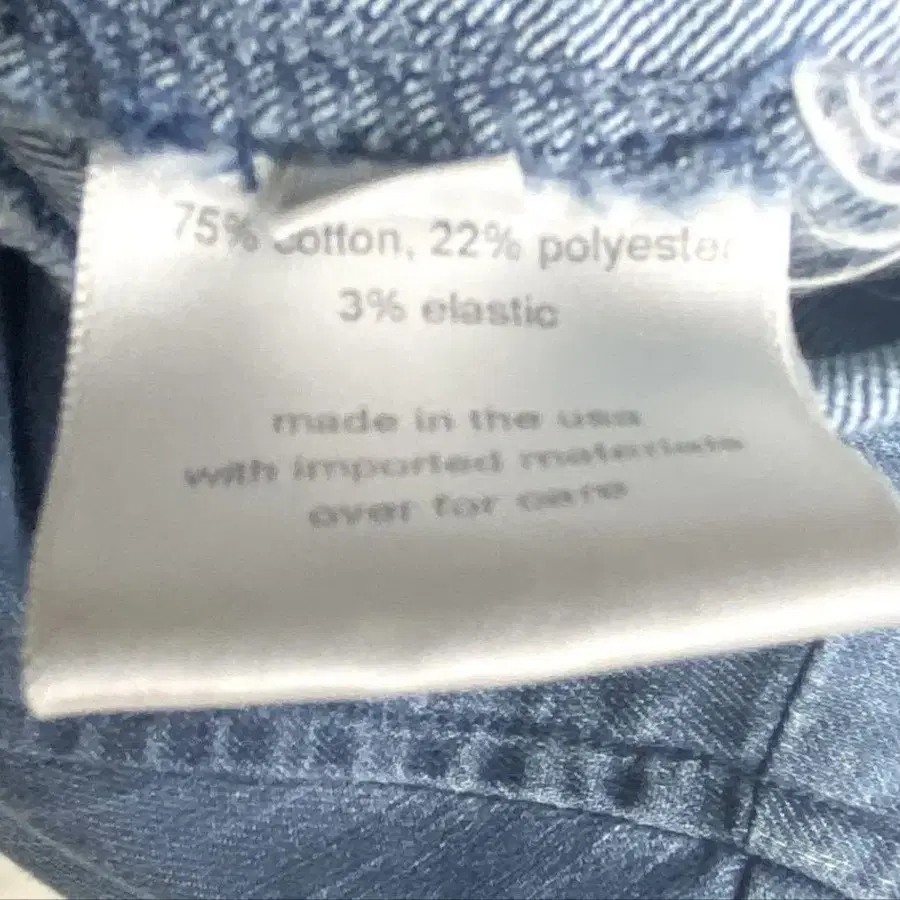 75% cotton, 22% polyester
3% elastic
made in the usa
with imported materials
over for care